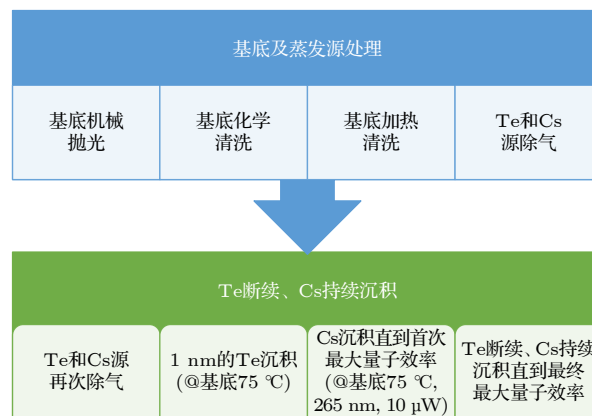 基底及蒸发源处理
基底机械
抛光
基底化学
清洗
基底加热
清洗
Te和Cs
源除气
Te断续、Cs持续沉积
Te和Cs源
再次除气
1 nm的Te沉积
(@基底75 ℃)
Cs沉积直到首次
最大量子效率
(@基底75 ℃,
265 nm, 10 μW)
Te断续、Cs持续
沉积直到最终
最大量子效率